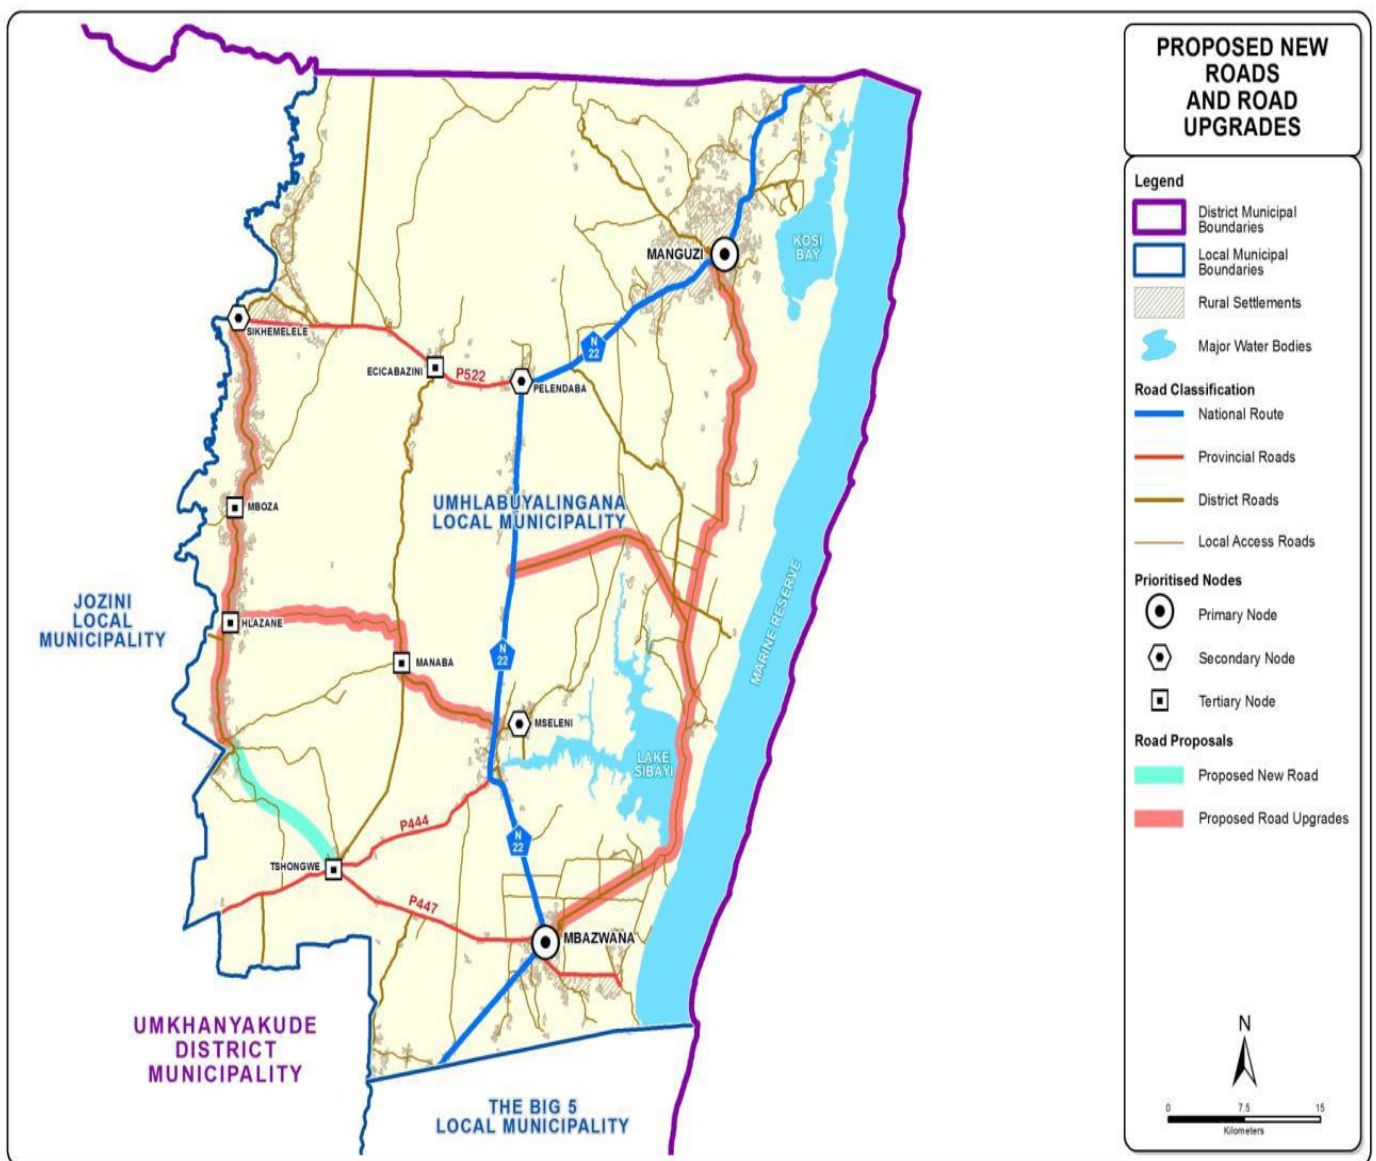 PROPOSED NEW
ROADS
AND ROAD
UPGRADES
Legend
District Municipal
Boundaries
Local Municipal
Boundaries
Rural Settlements
Major Water Bodies
Road Classification
National Route
Provincial Roads
District Roads
Local Access Roads
Prioritised Nodes
Primary Node
Secondary Node
Tertiary Node
Road Proposals
Proposed New Road
Proposed Road Upgrades
N
0 7.5 15
Kilometers
KOSI
BAY
MANGUZI
SIKHEMELELE
N
22
ECICABAZINI
P522
PELENDABA
UMHLABUYALINGANA
LOCAL MUNICIPALITY
MBOZA
JOZINI
LOCAL
MUNICIPALITY
HLAZANE
MARINE RESERVE
MANABA
N
22
MSELENI
LAKE
SIBAYI
P444
N
22
TSHONGWE
P447
MBAZWANA
UMKHANYAKUDE
DISTRICT
MUNICIPALITY
THE BIG 5
LOCAL MUNICIPALITY